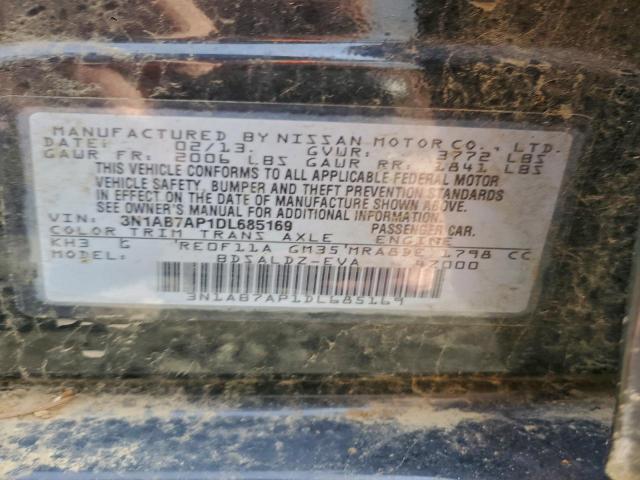 MANUFACTURED BY NISSAN MOTOR CO., LTD.
DATE: 02/13. GVWR: 3772 LBS
GAWR FR: 2006 LBS GAWR RR: 1841 LBS
THIS VEHICLE CONFORMS TO ALL APPLICABLE FEDERAL MOTOR
VEHICLE SAFETY, BUMPER AND THEFT PREVENTION STANDARDS
IN EFFECT ON THE DATE OF MANUFACTURE SHOWN ABOVE.
SEE OWNER'S MANUAL FOR ADDITIONAL INFORMATION.
VIN: 3N1AB7AP1DL685169 PASSENGER CAR.
COLOR TRIM TRANS AXLE ENGINE
KH3 G RE0F11A GM35 MRA8DE 1798 CC
MODEL: BDSALDZ-EVA 47000
3N1AB7AP1DL685169